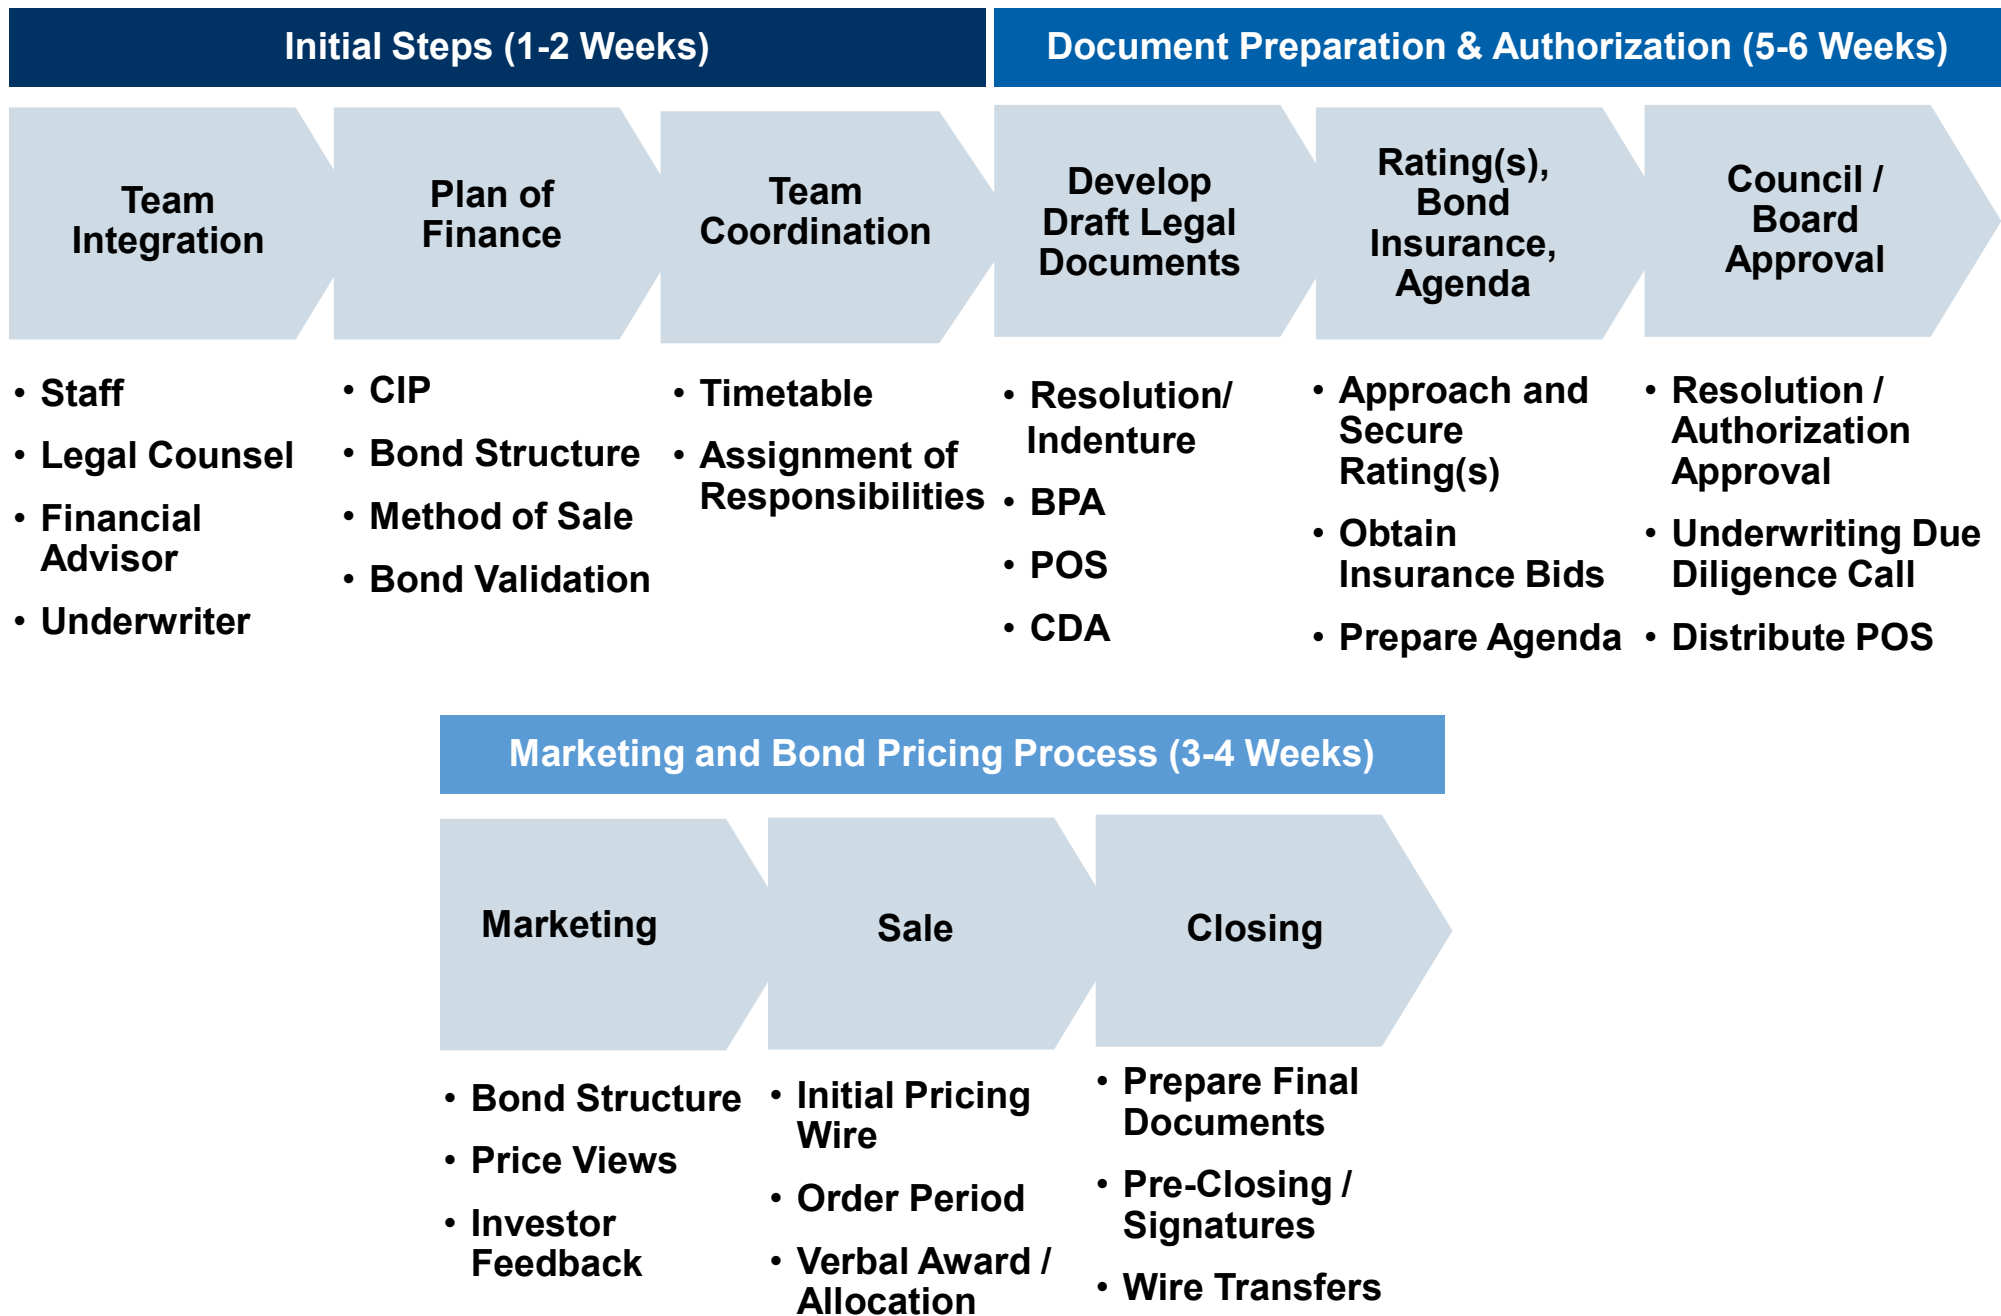 Initial Steps (1-2 Weeks)
Document Preparation & Authorization (5-6 Weeks)
Team
Integration
Plan of
Finance
Team
Coordination
Develop
Draft Legal
Documents
Rating(s),
Bond
Insurance,
Agenda
Council /
Board
Approval
• Staff
• Legal Counsel
• Financial
Advisor
• Underwriter
• CIP
• Bond Structure
• Method of Sale
• Bond Validation
• Timetable
• Assignment of
Responsibilities
• Resolution/
Indenture
• BPA
• POS
• CDA
• Approach and
Secure
Rating(s)
• Obtain
Insurance Bids
• Prepare Agenda
• Resolution /
Authorization
Approval
• Underwriting Due
Diligence Call
• Distribute POS
Marketing and Bond Pricing Process (3-4 Weeks)
Marketing
Sale
Closing
• Bond Structure
• Price Views
• Investor
Feedback
• Initial Pricing
Wire
• Order Period
• Verbal Award /
Allocation
• Prepare Final
Documents
• Pre-Closing /
Signatures
• Wire Transfers